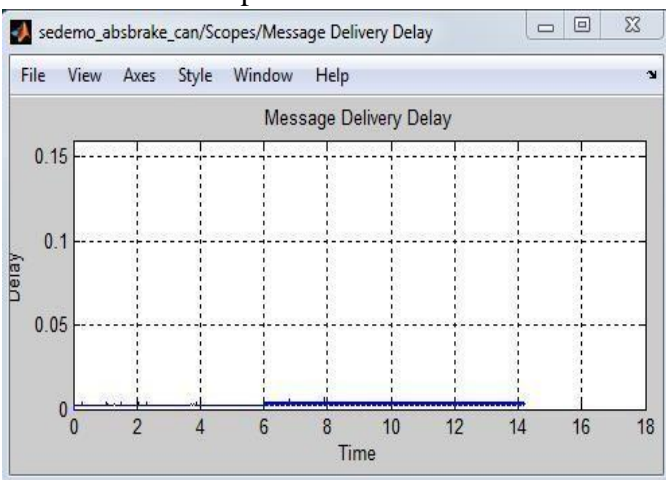 sedemo_absbrake_can/Scopes/Message Delivery Delay
File View Axes Style Window Help
Message Delivery Delay
0.15
0.1
0.05
0
Delay
0 2 4 6 8 10 12 14 16 18
Time